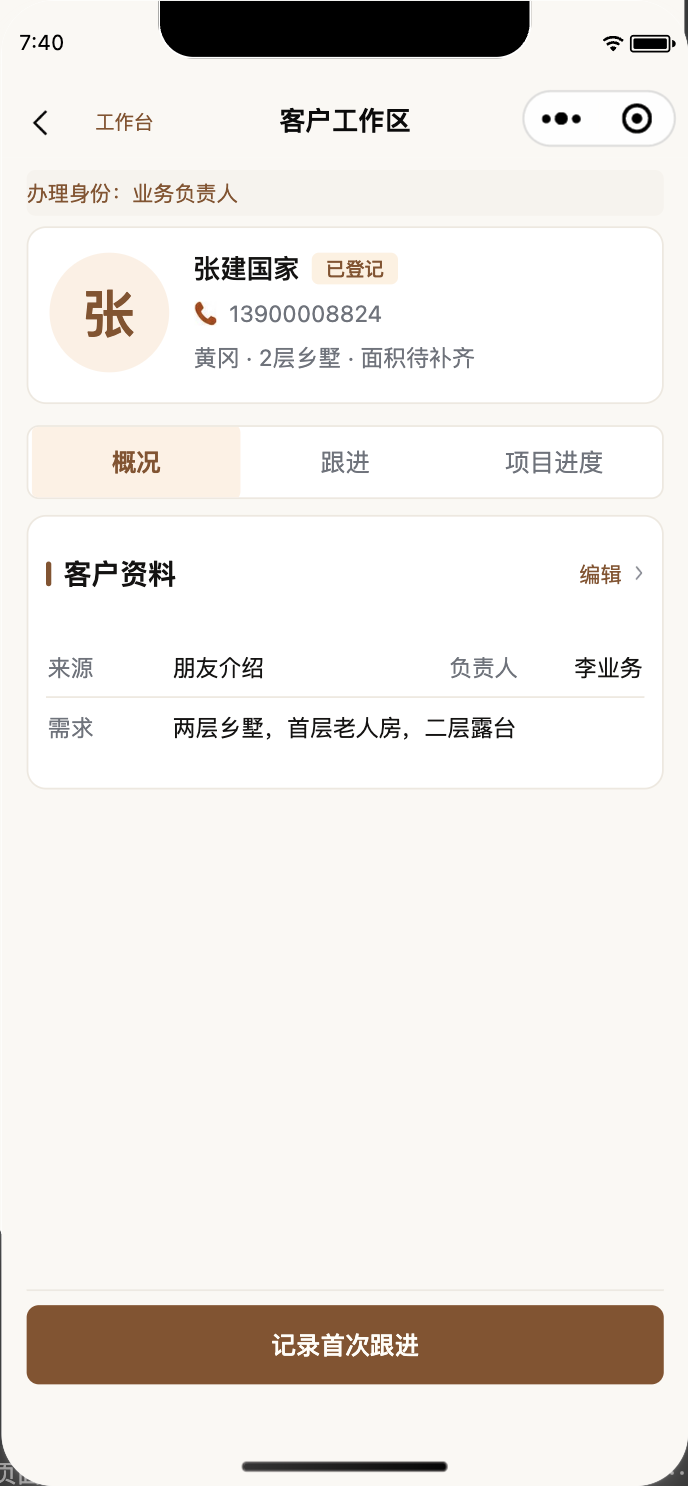 7:40
工作台 客户工作区
办理身份：业务负责人
张 张建国家 已登记
13900008824
黄冈 · 2层乡墅 · 面积待补齐
概况 跟进 项目进度
客户资料 编辑
来源 朋友介绍 负责人 李业务
需求 两层乡墅，首层老人房，二层露台
记录首次跟进